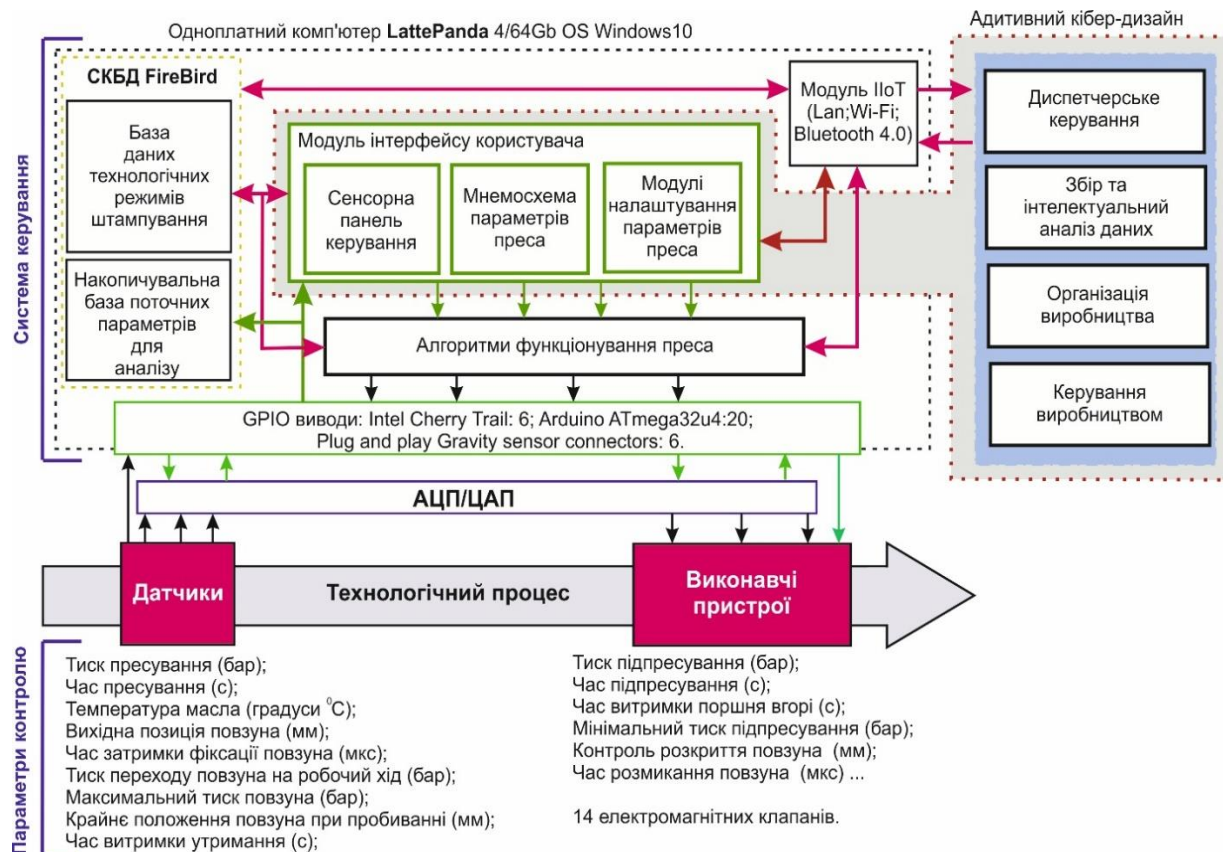 Одноплатний комп'ютер LattePanda 4/64Gb OS Windows10
Адитивний кібер-дизайн
Система керування
СКБД FireBird
База
даних
технологічних
режимів
штампування
Накопичувальна
база поточних
параметрів
для
аналізу
Модуль інтерфейсу користувача
Сенсорна
панель
керування
Мнемосхема
параметрів
преса
Модулі
налаштування
параметрів
преса
Модуль IIoT
(Lan;Wi-Fi;
Bluetooth 4.0)
Диспетчерське
керування
Збір та
інтелектуальний
аналіз даних
Організація
виробництва
Керування
виробництвом
Алгоритми функціонування преса
GPIO виводи: Intel Cherry Trail: 6; Arduino ATmega32u4:20;
Plug and play Gravity sensor connectors: 6.
АЦП/ЦАП
Датчики
Технологічний процес
Виконавчі
пристрої
Параметри контролю
Тиск пресування (бар);
Час пресування (с);
Температура масла (градуси ⁰С);
Вихідна позиція повзуна (мм);
Час затримки фіксації повзуна (мкс);
Тиск переходу повзуна на робочий хід (бар);
Максимальний тиск повзуна (бар);
Крайнє положення повзуна при пробиванні (мм);
Час витримки утримання (с);
Тиск підпресування (бар);
Час підпресування (с);
Час витримки поршня вгорі (с);
Мінімальний тиск підпресування (бар);
Контроль розкриття повзуна (мм);
Час розмикання повзуна (мкс) ...
14 електромагнітних клапанів.